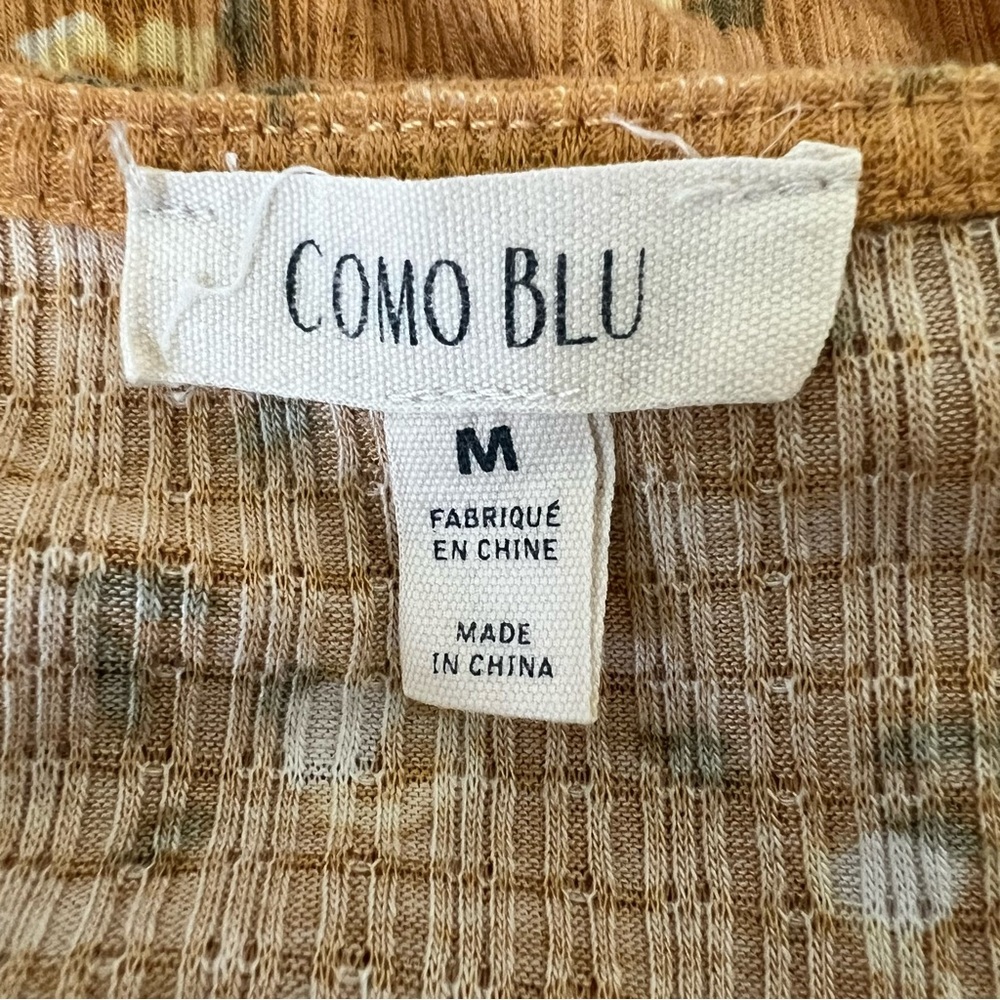 COMO BLU
M
FABRIQUÉ
EN CHINE
MADE
IN CHINA